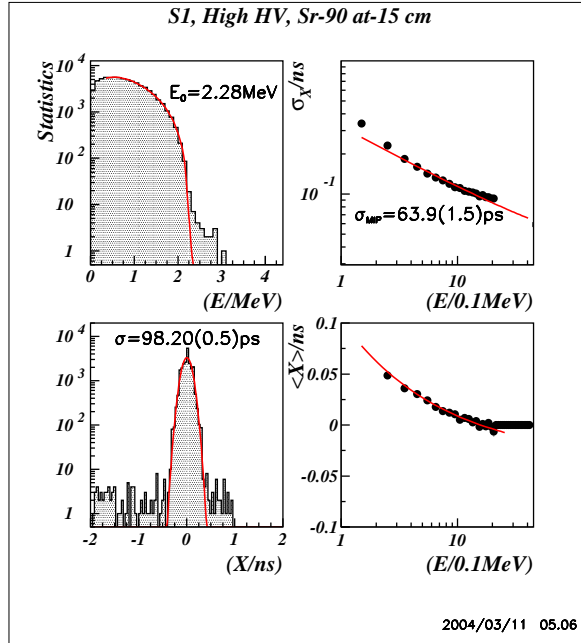 S1, High HV, Sr-90 at-15 cm
Statistics
10^4
10^3
10^2
10
1
E_0=2.28MeV
0 1 2 3 4
(E/MeV)
σ_X/ns
10^-1
σ_MIP=63.9(1.5)ps
1 10
(E/0.1MeV)
10^4
10^3
10^2
10
1
σ=98.20(0.5)ps
-2 -1 0 1 2
(X/ns)
<X>/ns
0.1
0.05
0
-0.05
-0.1
1 10
(E/0.1MeV)
2004/03/11 05.06